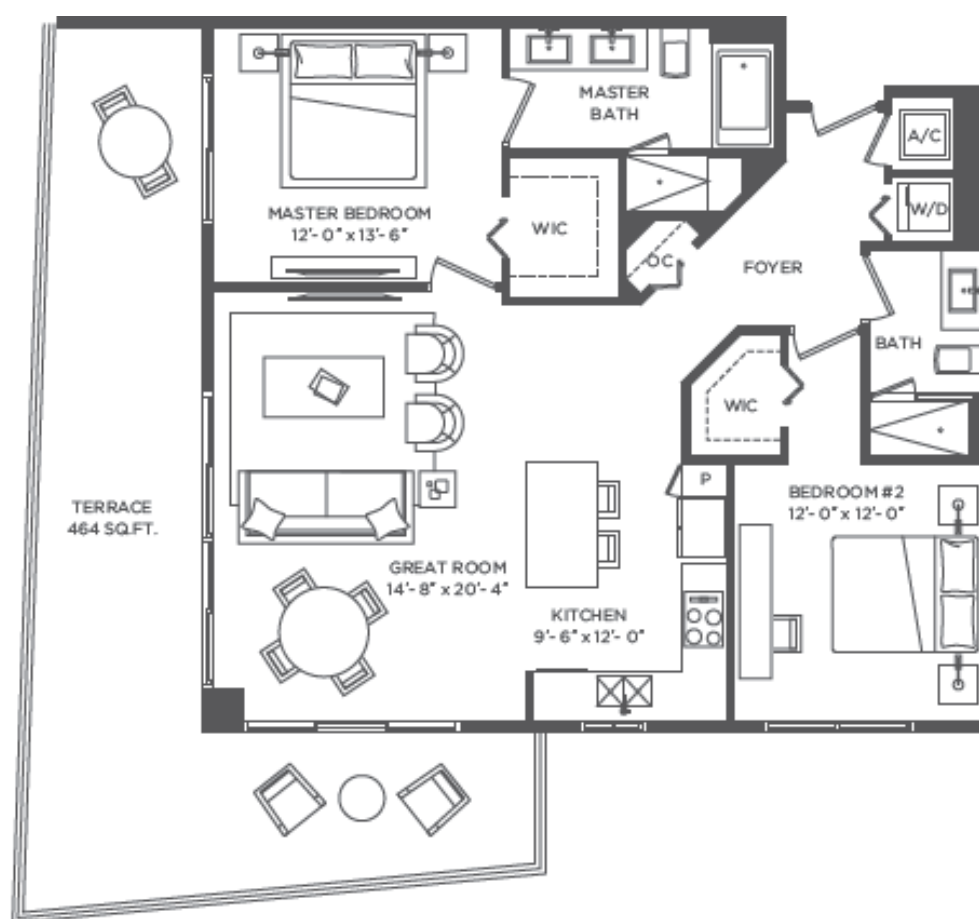 MASTER
BATH
A/C
MASTER BEDROOM
12'- 0" x 13'- 6"
WIC
W/D
OC
FOYER
BATH
WIC
P
TERRACE
464 SQ.FT.
BEDROOM #2
12'- 0" x 12'- 0"
GREAT ROOM
14'- 8" x 20'- 4"
KITCHEN
9'- 6" x 12'- 0"